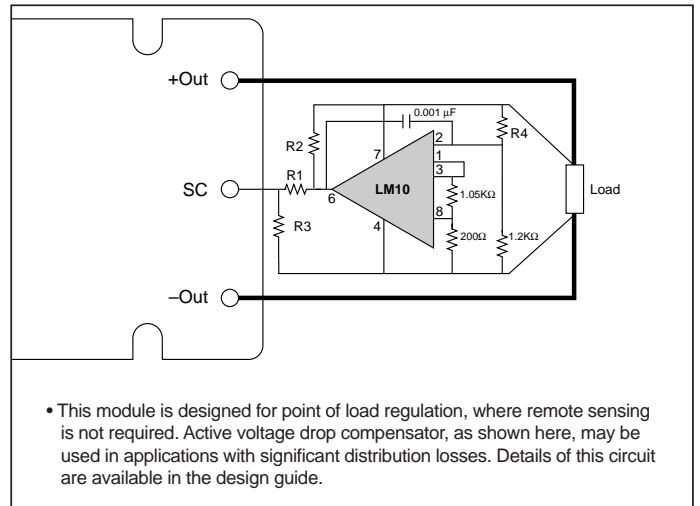 +Out
0.001 µF
R2
R4
7
2
1
3
R1
SC
6
LM10
1.05KΩ
Load
R3
4
8
200Ω
1.2KΩ
–Out
• This module is designed for point of load regulation, where remote sensing
is not required. Active voltage drop compensator, as shown here, may be
used in applications with significant distribution losses. Details of this circuit
are available in the design guide.